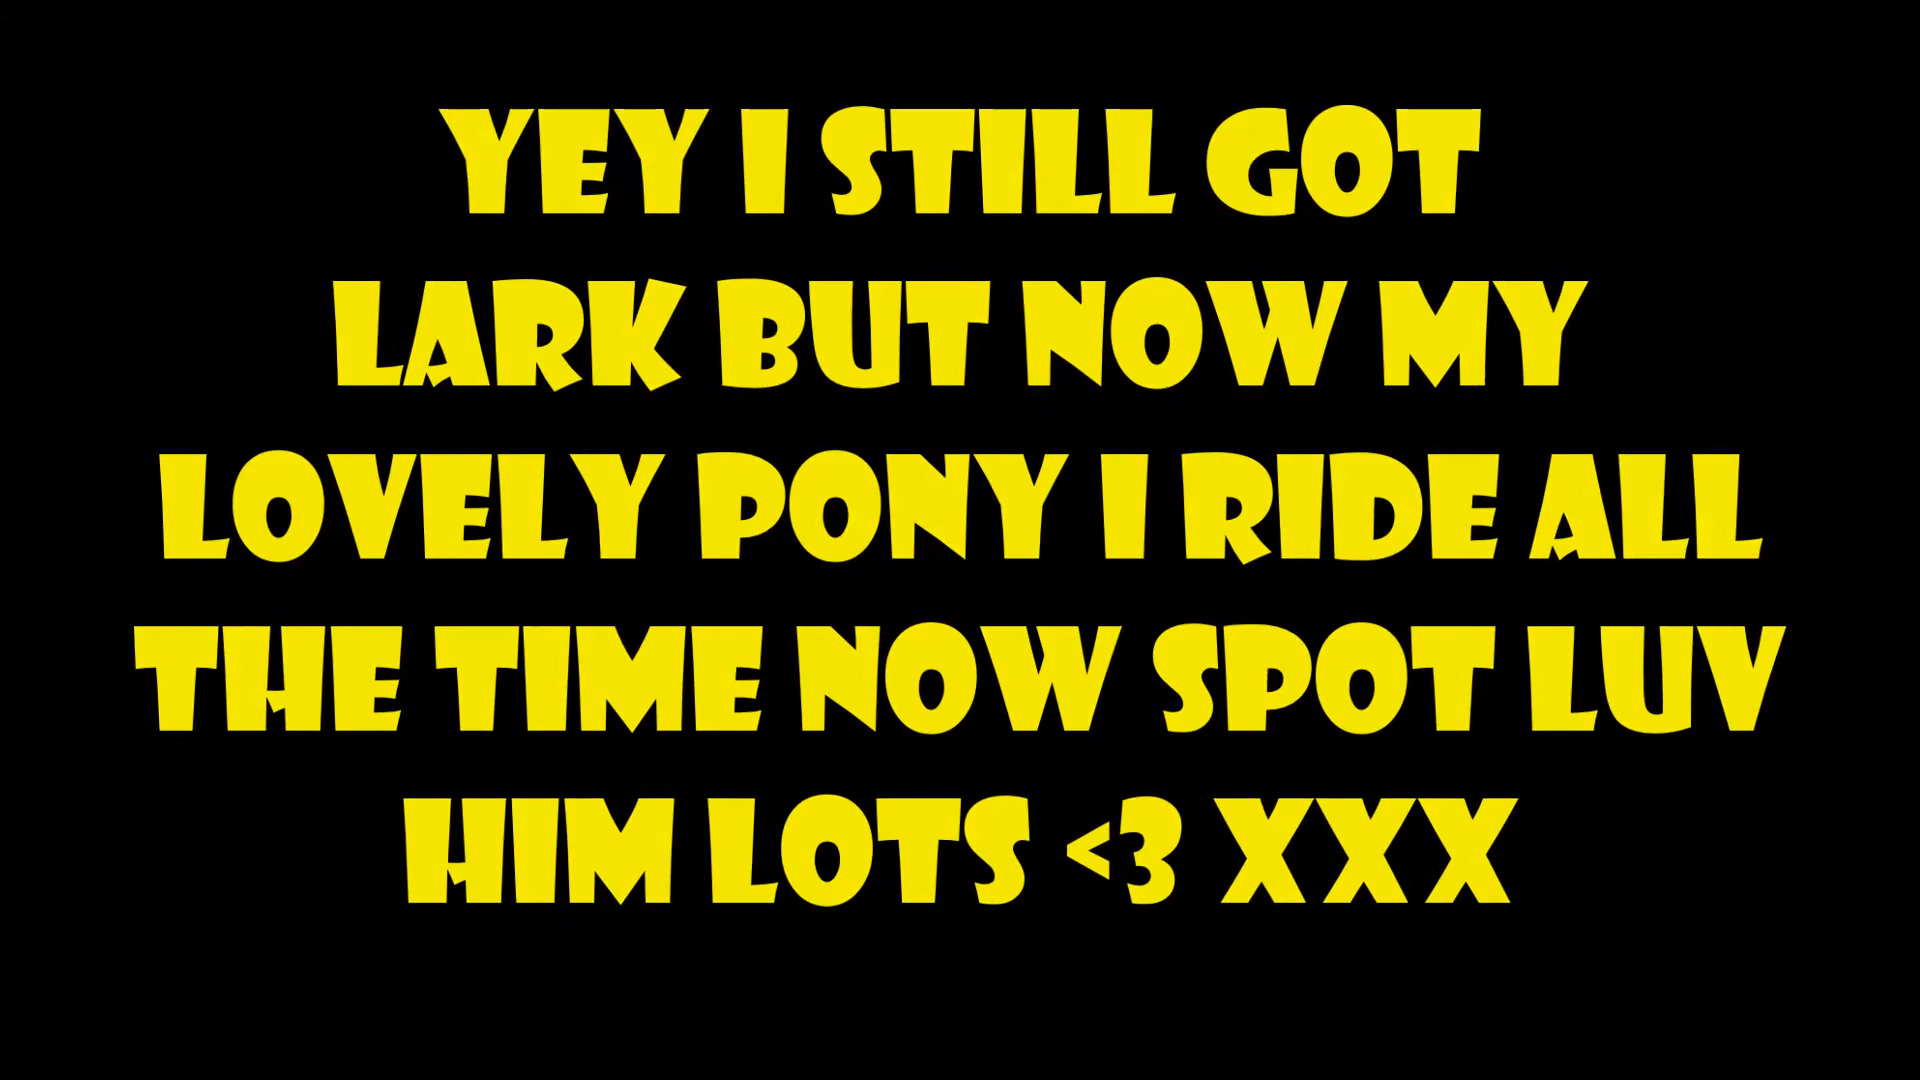 YEY I STILL GOT
LARK BUT NOW MY
LOVELY PONY I RIDE ALL
THE TIME NOW SPOT LUV
HIM LOTS <3 XXX